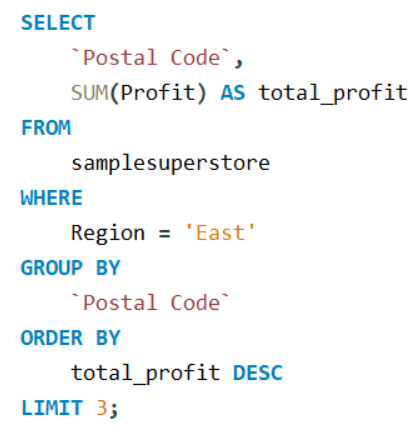 SELECT
    `Postal Code`,
    SUM(Profit) AS total_profit
FROM
    samplesuperstore
WHERE
    Region = 'East'
GROUP BY
    `Postal Code`
ORDER BY
    total_profit DESC
LIMIT 3;